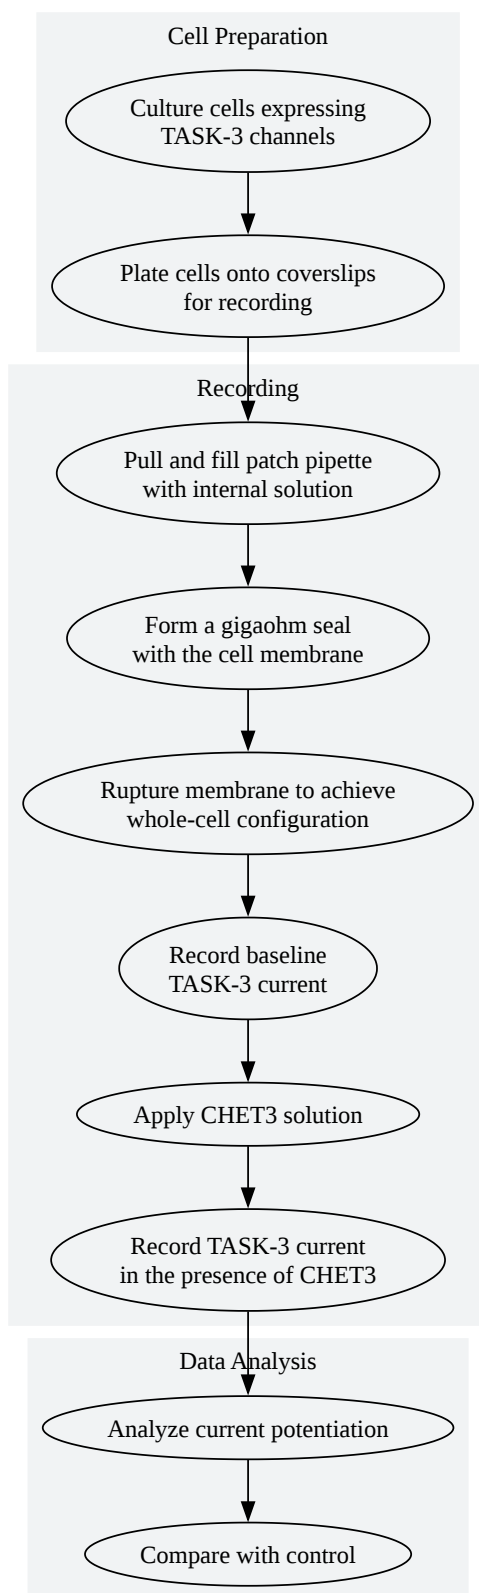 Cell Preparation
Culture cells expressing
TASK-3 channels
Plate cells onto coverslips
for recording
Recording
Pull and fill patch pipette
with internal solution
Form a gigaohm seal
with the cell membrane
Rupture membrane to achieve
whole-cell configuration
Record baseline
TASK-3 current
Apply CHET3 solution
Record TASK-3 current
in the presence of CHET3
Data Analysis
Analyze current potentiation
Compare with control